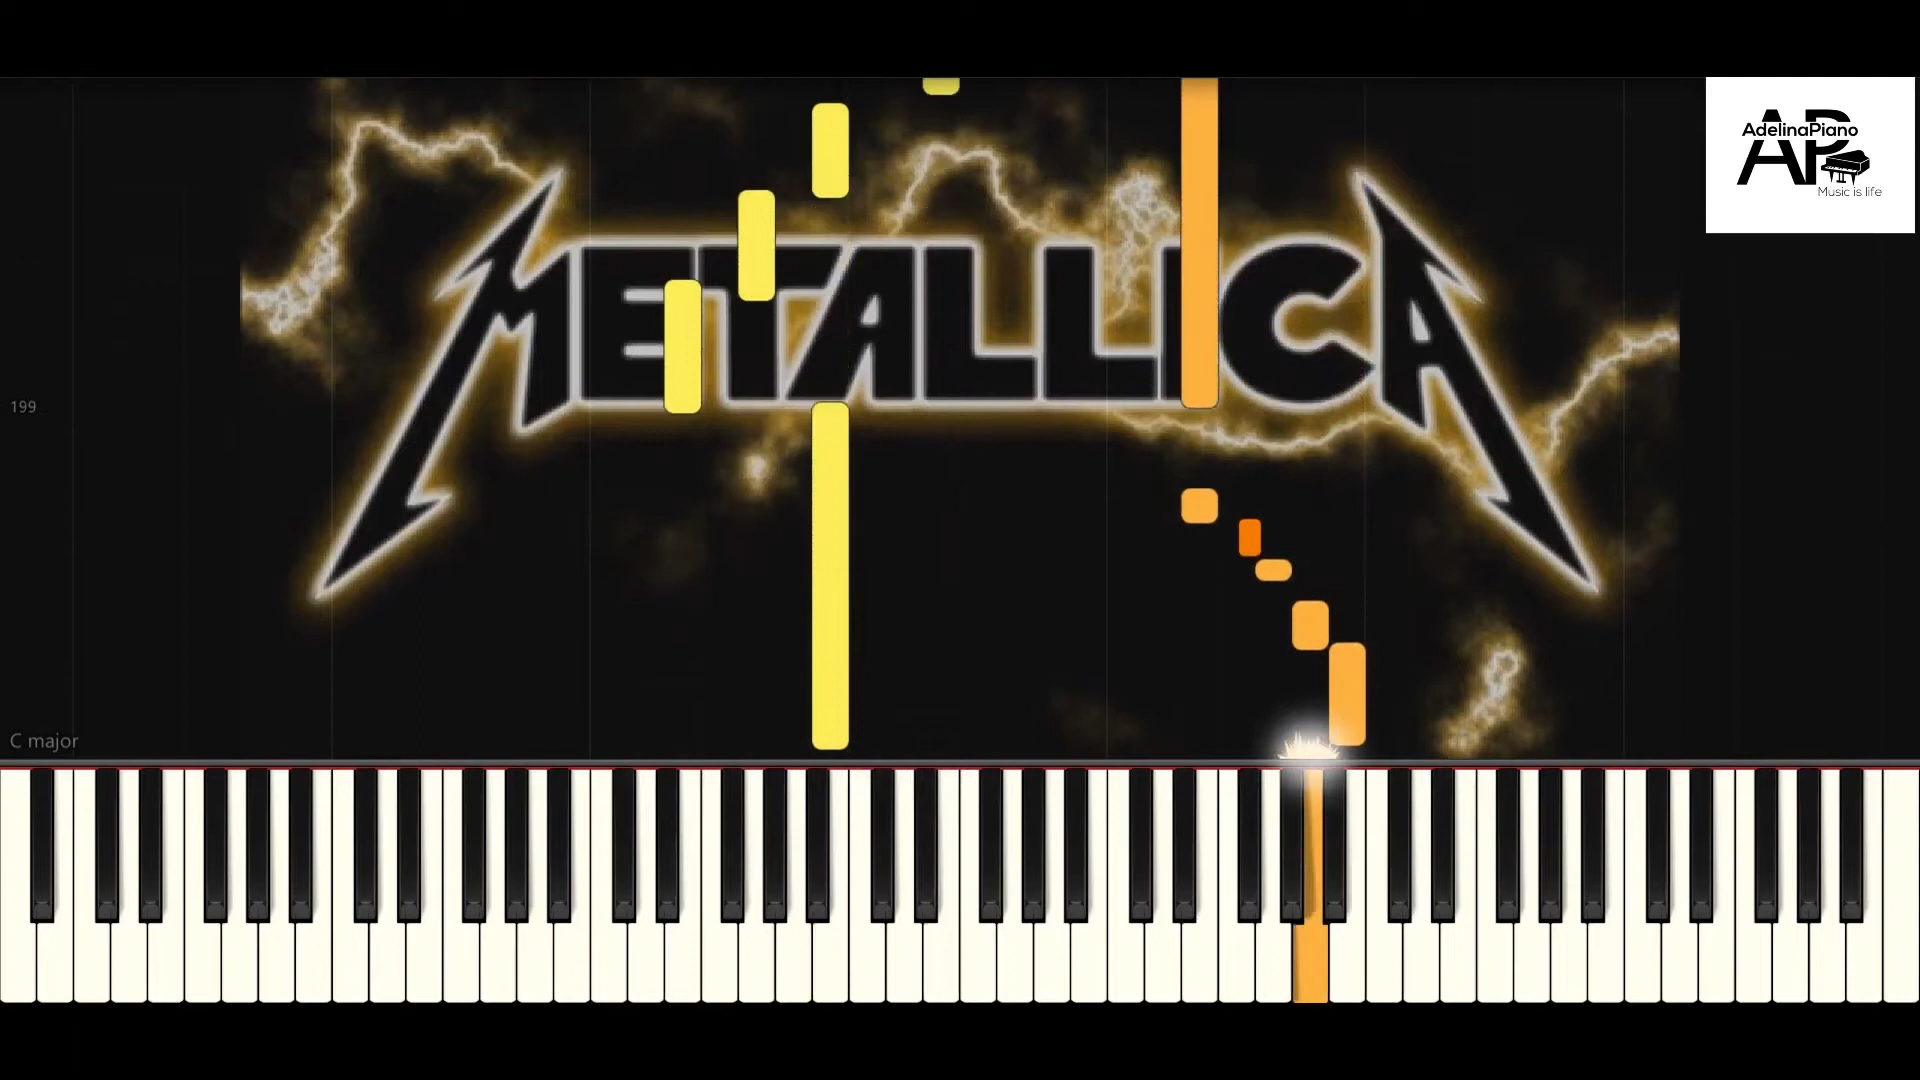 METALLICA
AP
AdelinaPiano
Music is life
199
C major